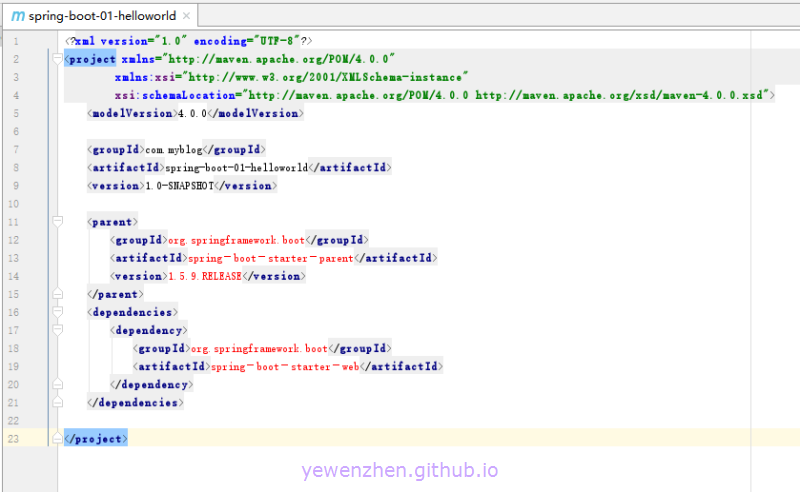 spring-boot-01-helloworld
1 <?xml version="1.0" encoding="UTF-8"?>
2 <project xmlns="http://maven.apache.org/POM/4.0.0"
3 xmlns:xsi="http://www.w3.org/2001/XMLSchema-instance"
4 xsi:schemaLocation="http://maven.apache.org/POM/4.0.0 http://maven.apache.org/xsd/maven-4.0.0.xsd">
5 <modelVersion>4.0.0</modelVersion>
6
7 <groupId>com.myblog</groupId>
8 <artifactId>spring-boot-01-helloworld</artifactId>
9 <version>1.0-SNAPSHOT</version>
10
11 <parent>
12 <groupId>org.springframework.boot</groupId>
13 <artifactId>spring-boot-starter-parent</artifactId>
14 <version>1.5.9.RELEASE</version>
15 </parent>
16 <dependencies>
17 <dependency>
18 <groupId>org.springframework.boot</groupId>
19 <artifactId>spring-boot-starter-web</artifactId>
20 </dependency>
21 </dependencies>
22
23 </project>
yewenzhen.github.io